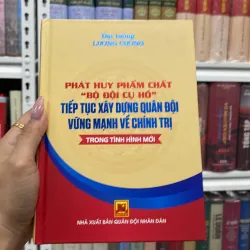 Đại tướng
LƯƠNG CƯỜNG
PHÁT HUY PHẨM CHẤT
"BỘ ĐỘI CỤ HỒ"
TIẾP TỤC XÂY DỰNG QUÂN ĐỘI
VỮNG MẠNH VỀ CHÍNH TRỊ
TRONG TÌNH HÌNH MỚI
NHÀ XUẤT BẢN QUÂN ĐỘI NHÂN DÂN